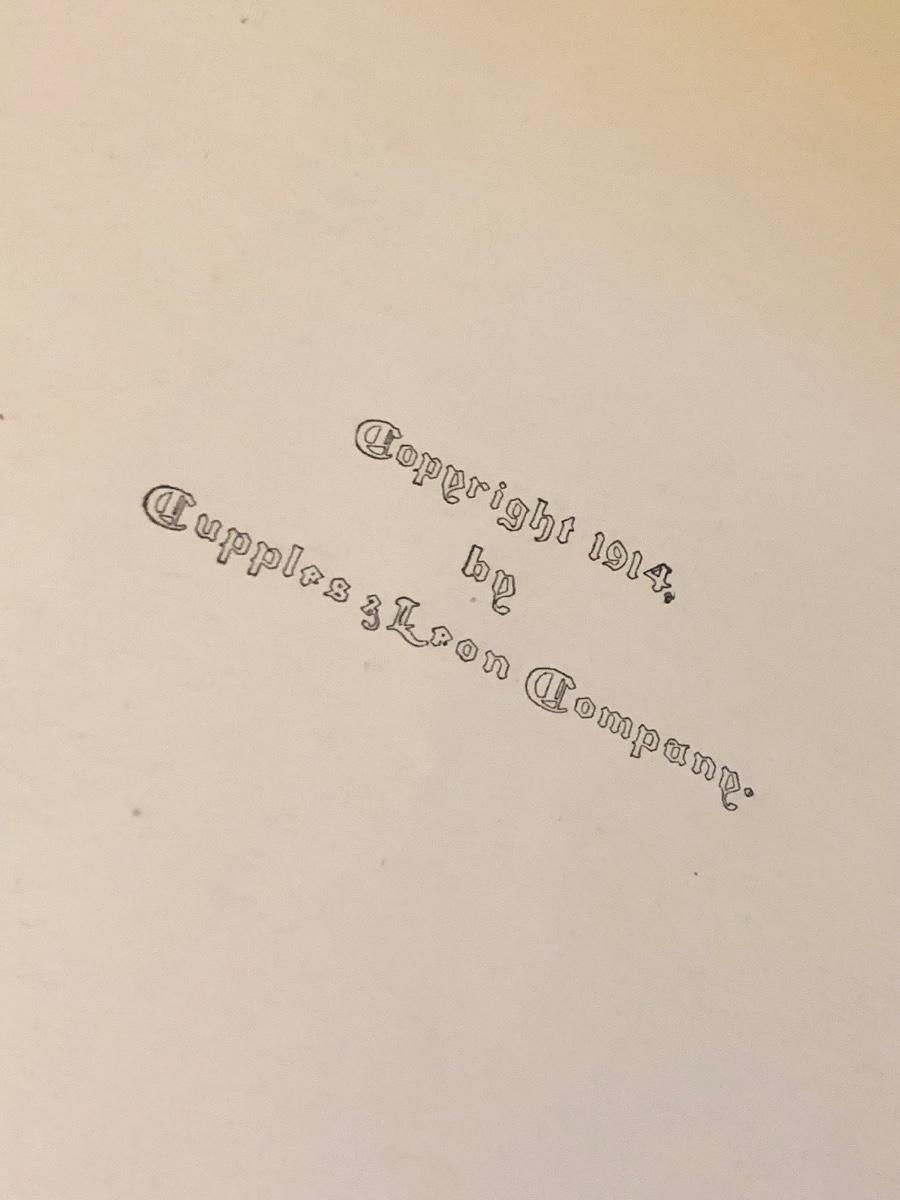 Copyright 1914.
by
Cupples & Leon Company.